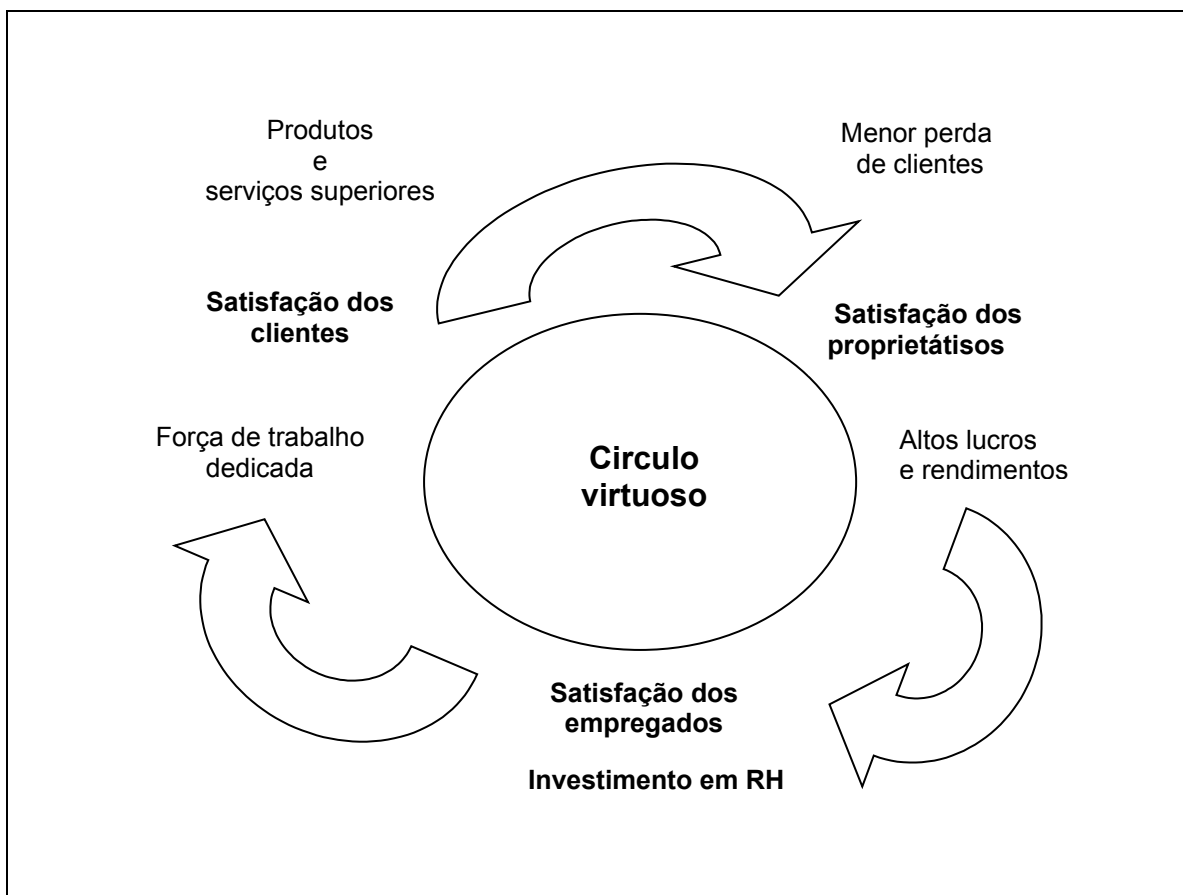 Produtos
e
serviços superiores
Menor perda
de clientes
Satisfação dos
clientes
Satisfação dos
proprietátisos
Força de trabalho
dedicada
Circulo
virtuoso
Altos lucros
e rendimentos
Satisfação dos
empregados
Investimento em RH